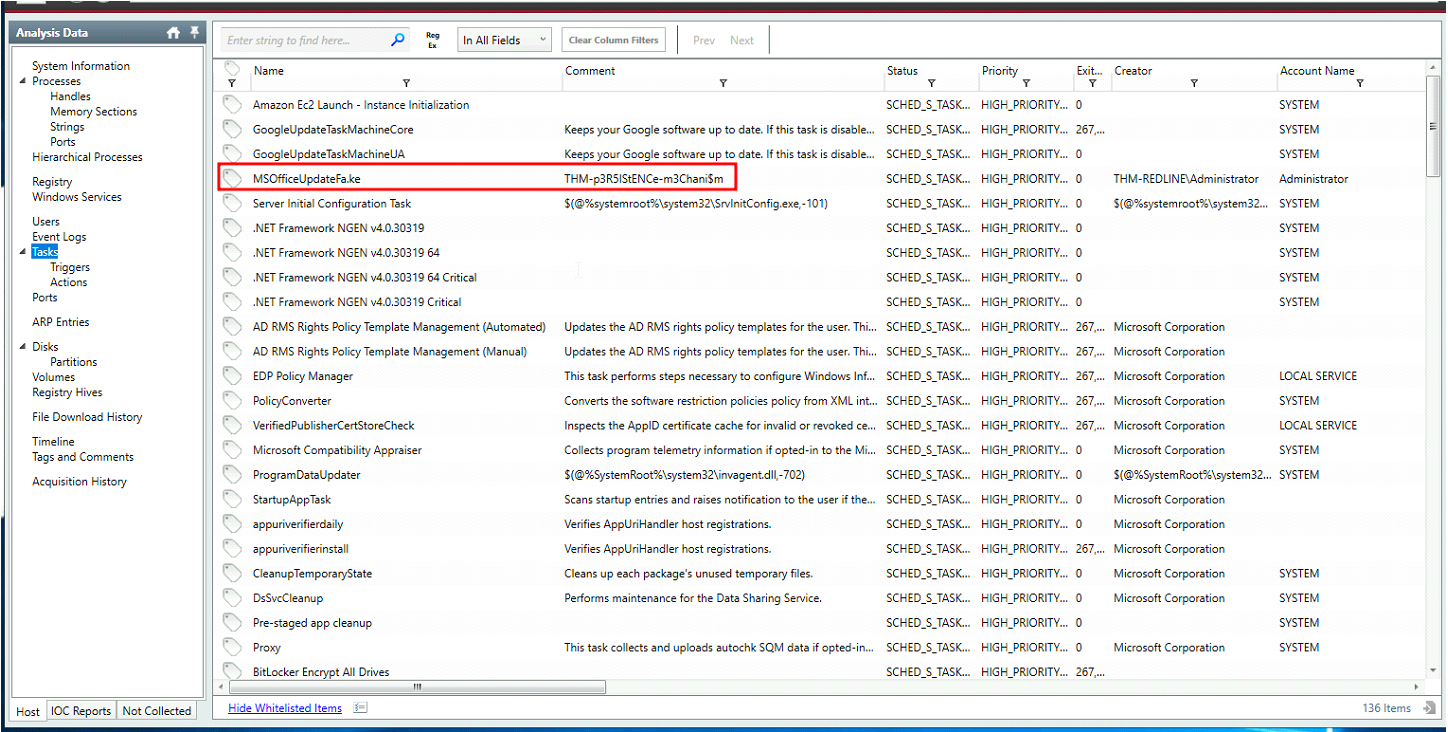 Analysis Data
System Information
Processes
Handles
Memory Sections
Strings
Ports
Hierarchical Processes
Registry
Windows Services
Users
Event Logs
Tasks
Triggers
Actions
Ports
ARP Entries
Disks
Partitions
Volumes
Registry Hives
File Download History
Timeline
Tags and Comments
Acquisition History
Host IOC Reports Not Collected
Enter string to find here... Reg Ex In All Fields Clear Column Filters Prev Next
Name Comment Status Priority Exit... Creator Account Name
Amazon Ec2 Launch - Instance Initialization SCHED_S_TASK... HIGH_PRIORITY... 0 SYSTEM
GoogleUpdateTaskMachineCore Keeps your Google software up to date. If this task is disable... SCHED_S_TASK... HIGH_PRIORITY... 267,... SYSTEM
GoogleUpdateTaskMachineUA Keeps your Google software up to date. If this task is disable... SCHED_S_TASK... HIGH_PRIORITY... 0 SYSTEM
MSOfficeUpdateFa.ke THM-p3R5IStENCe-m3Chani$m SCHED_S_TASK... HIGH_PRIORITY... 0 THM-REDLINE\Administrator Administrator
Server Initial Configuration Task $(@%systemroot%\system32\SrvInitConfig.exe,-101) SCHED_S_TASK... HIGH_PRIORITY... 0 $(@%systemroot%\system32... SYSTEM
.NET Framework NGEN v4.0.30319 SCHED_S_TASK... HIGH_PRIORITY... 0 SYSTEM
.NET Framework NGEN v4.0.30319 64 SCHED_S_TASK... HIGH_PRIORITY... 0 SYSTEM
.NET Framework NGEN v4.0.30319 64 Critical SCHED_S_TASK... HIGH_PRIORITY... 0 SYSTEM
.NET Framework NGEN v4.0.30319 Critical SCHED_S_TASK... HIGH_PRIORITY... 0 SYSTEM
AD RMS Rights Policy Template Management (Automated) Updates the AD RMS rights policy templates for the user. Thi... SCHED_S_TASK... HIGH_PRIORITY... 267,... Microsoft Corporation
AD RMS Rights Policy Template Management (Manual) Updates the AD RMS rights policy templates for the user. Thi... SCHED_S_TASK... HIGH_PRIORITY... 267,... Microsoft Corporation
EDP Policy Manager This task performs steps necessary to configure Windows Inf... SCHED_S_TASK... HIGH_PRIORITY... 267,... Microsoft Corporation LOCAL SERVICE
PolicyConverter Converts the software restriction policies policy from XML int... SCHED_S_TASK... HIGH_PRIORITY... 267,... Microsoft Corporation SYSTEM
VerifiedPublisherCertStoreCheck Inspects the AppID certificate cache for invalid or revoked ce... SCHED_S_TASK... HIGH_PRIORITY... 267,... Microsoft Corporation LOCAL SERVICE
Microsoft Compatibility Appraiser Collects program telemetry information if opted-in to the Mi... SCHED_S_TASK... HIGH_PRIORITY... 0 Microsoft Corporation SYSTEM
ProgramDataUpdater $(@%SystemRoot%\system32\invagent.dll,-702) SCHED_S_TASK... HIGH_PRIORITY... 0 $(@%SystemRoot%\system32... SYSTEM
StartupAppTask Scans startup entries and raises notification to the user if the... SCHED_S_TASK... HIGH_PRIORITY... 0 Microsoft Corporation
appuriverifierdaily Verifies AppUriHandler host registrations. SCHED_S_TASK... HIGH_PRIORITY... 0 Microsoft Corporation
appuriverifierinstall Verifies AppUriHandler host registrations. SCHED_S_TASK... HIGH_PRIORITY... 267,... Microsoft Corporation
CleanupTemporaryState Cleans up each package's unused temporary files. SCHED_S_TASK... HIGH_PRIORITY... 0 Microsoft Corporation SYSTEM
DsSvcCleanup Performs maintenance for the Data Sharing Service. SCHED_S_TASK... HIGH_PRIORITY... 0 Microsoft Corporation SYSTEM
Pre-staged app cleanup SCHED_S_TASK... HIGH_PRIORITY... 0 SYSTEM
Proxy This task collects and uploads autochk SQM data if opted-in... SCHED_S_TASK... HIGH_PRIORITY... 0 Microsoft Corporation SYSTEM
BitLocker Encrypt All Drives SCHED_S_TASK... HIGH_PRIORITY... 267,...
Hide Whitelisted Items 136 Items